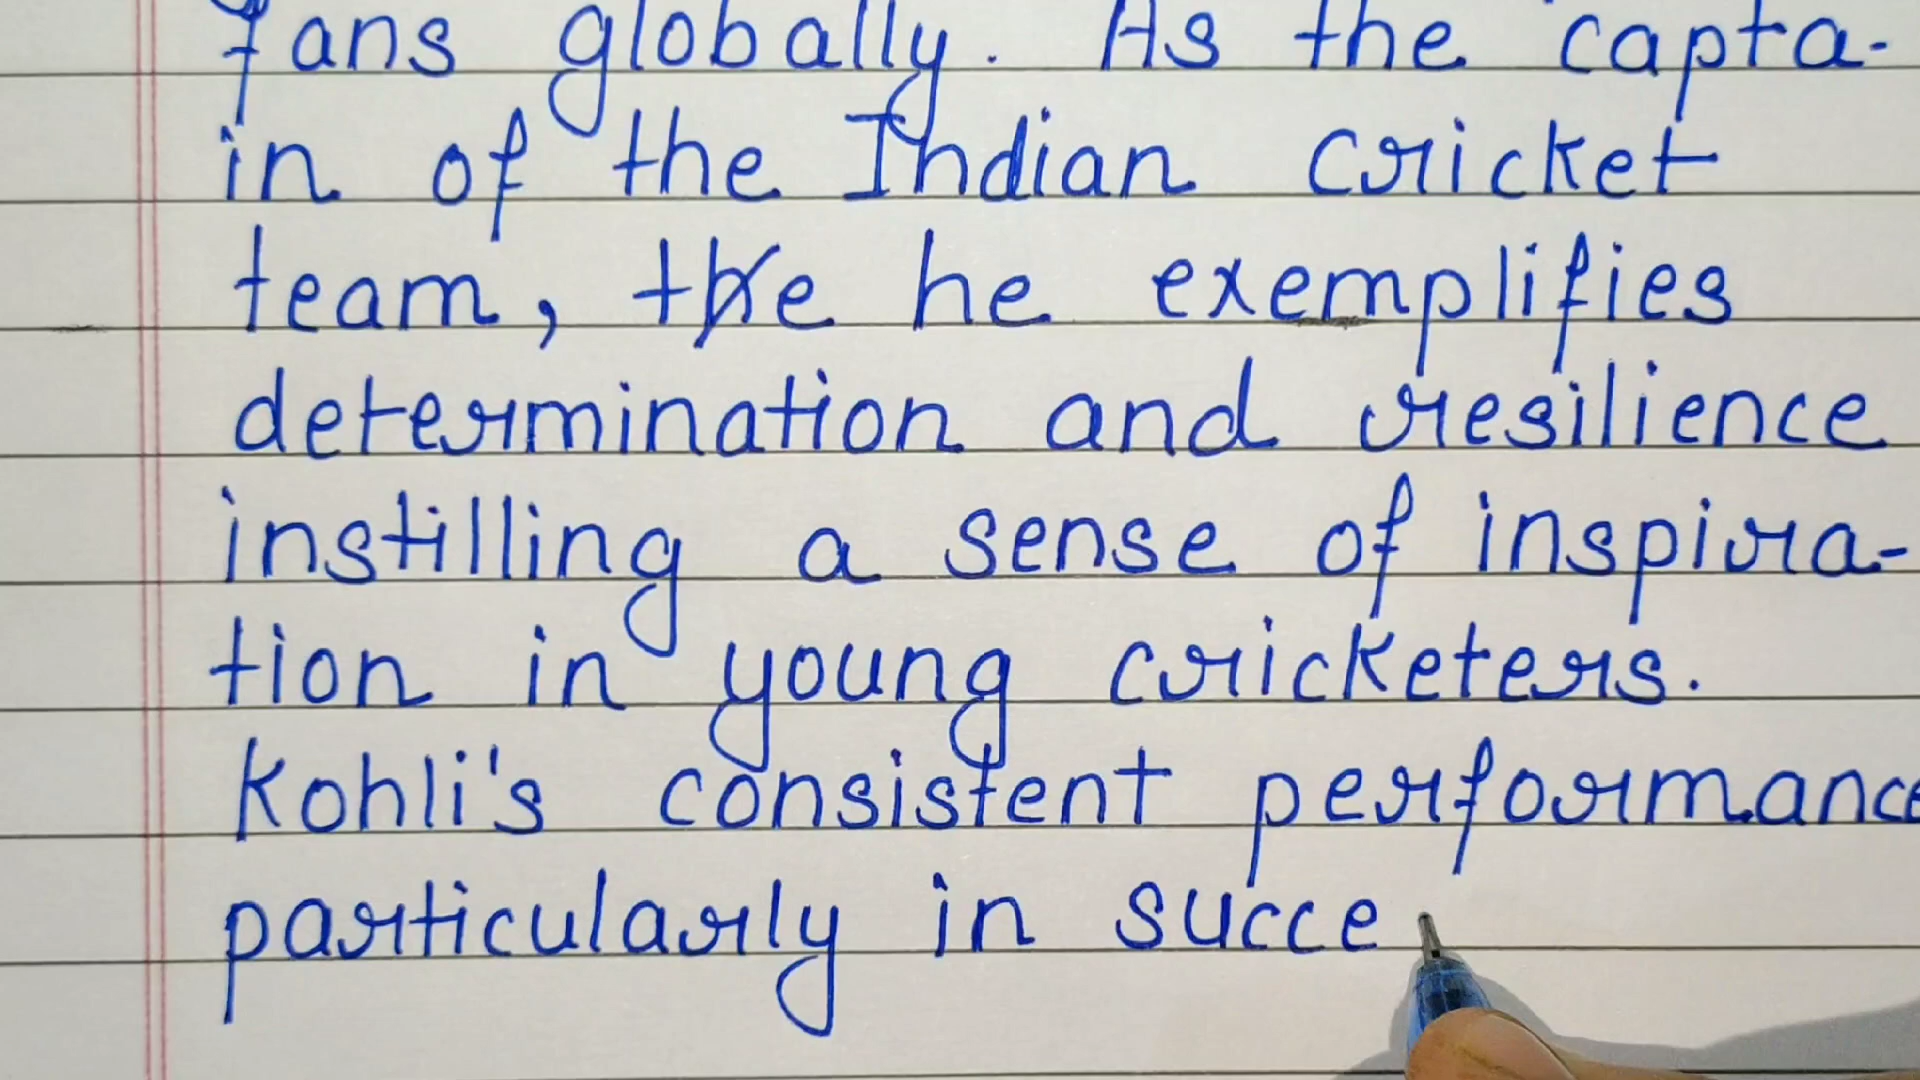 fans globally. As the capta-
in of the Indian cricket
team, the he exemplifies
determination and resilience
instilling a sense of inspira-
tion in young cricketers.
Kohli's consistent performance
particularly in succe